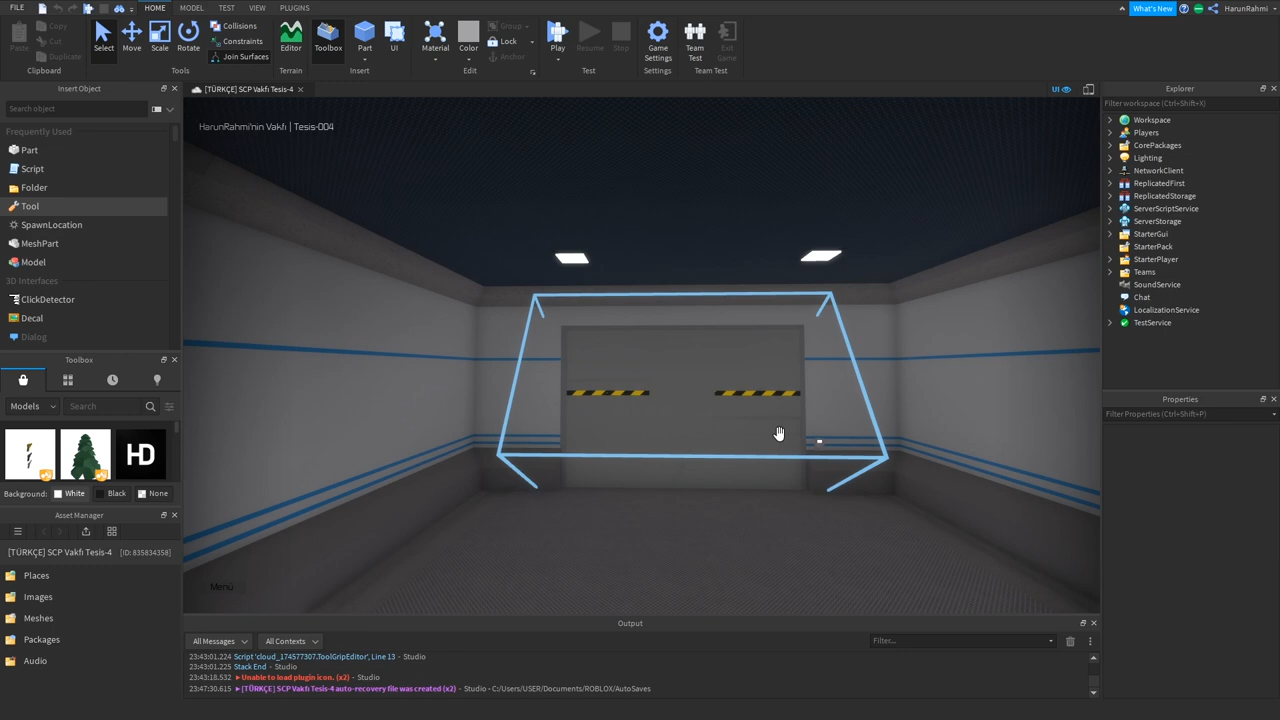 FILE
HOME
MODEL
TEST
VIEW
PLUGINS
What's New
HarunRahmi
Paste
Copy
Cut
Duplicate
Clipboard
Select
Move
Scale
Rotate
Collisions
Constraints
Join Surfaces
Tools
Editor
Terrain
Toolbox
Part
UI
Insert
Material
Color
Group
Lock
Anchor
Edit
Play
Resume
Stop
Test
Game
Settings
Settings
Team
Test
Exit
Game
Team Test
Insert Object
Search object
Frequently Used
Part
Script
Folder
Tool
SpawnLocation
MeshPart
Model
3D Interfaces
ClickDetector
Decal
Dialog
Toolbox
Models
Search
HD
Background:
White
Black
None
Asset Manager
[TÜRKÇE] SCP Vakfı Tesis-4 [ID: 835834358]
Places
Images
Meshes
Packages
Audio
[TÜRKÇE] SCP Vakfı Tesis-4
UI
HarunRahmi'nin Vakfı | Tesis-004
Menü
Output
All Messages
All Contexts
Filter...
23:43:01.224 Script 'cloud_174577307.ToolGripEditor', Line 13 - Studio
23:43:01.225 Stack End - Studio
23:43:18.532 Unable to load plugin icon. (x2) - Studio
23:47:30.615 [TÜRKÇE] SCP Vakfı Tesis-4 auto-recovery file was created (x2) - Studio - C:/Users/USER/Documents/ROBLOX/AutoSaves
Explorer
Filter workspace (Ctrl+Shift+X)
Workspace
Players
CorePackages
Lighting
NetworkClient
ReplicatedFirst
ReplicatedStorage
ServerScriptService
ServerStorage
StarterGui
StarterPack
StarterPlayer
Teams
SoundService
Chat
LocalizationService
TestService
Properties
Filter Properties (Ctrl+Shift+P)